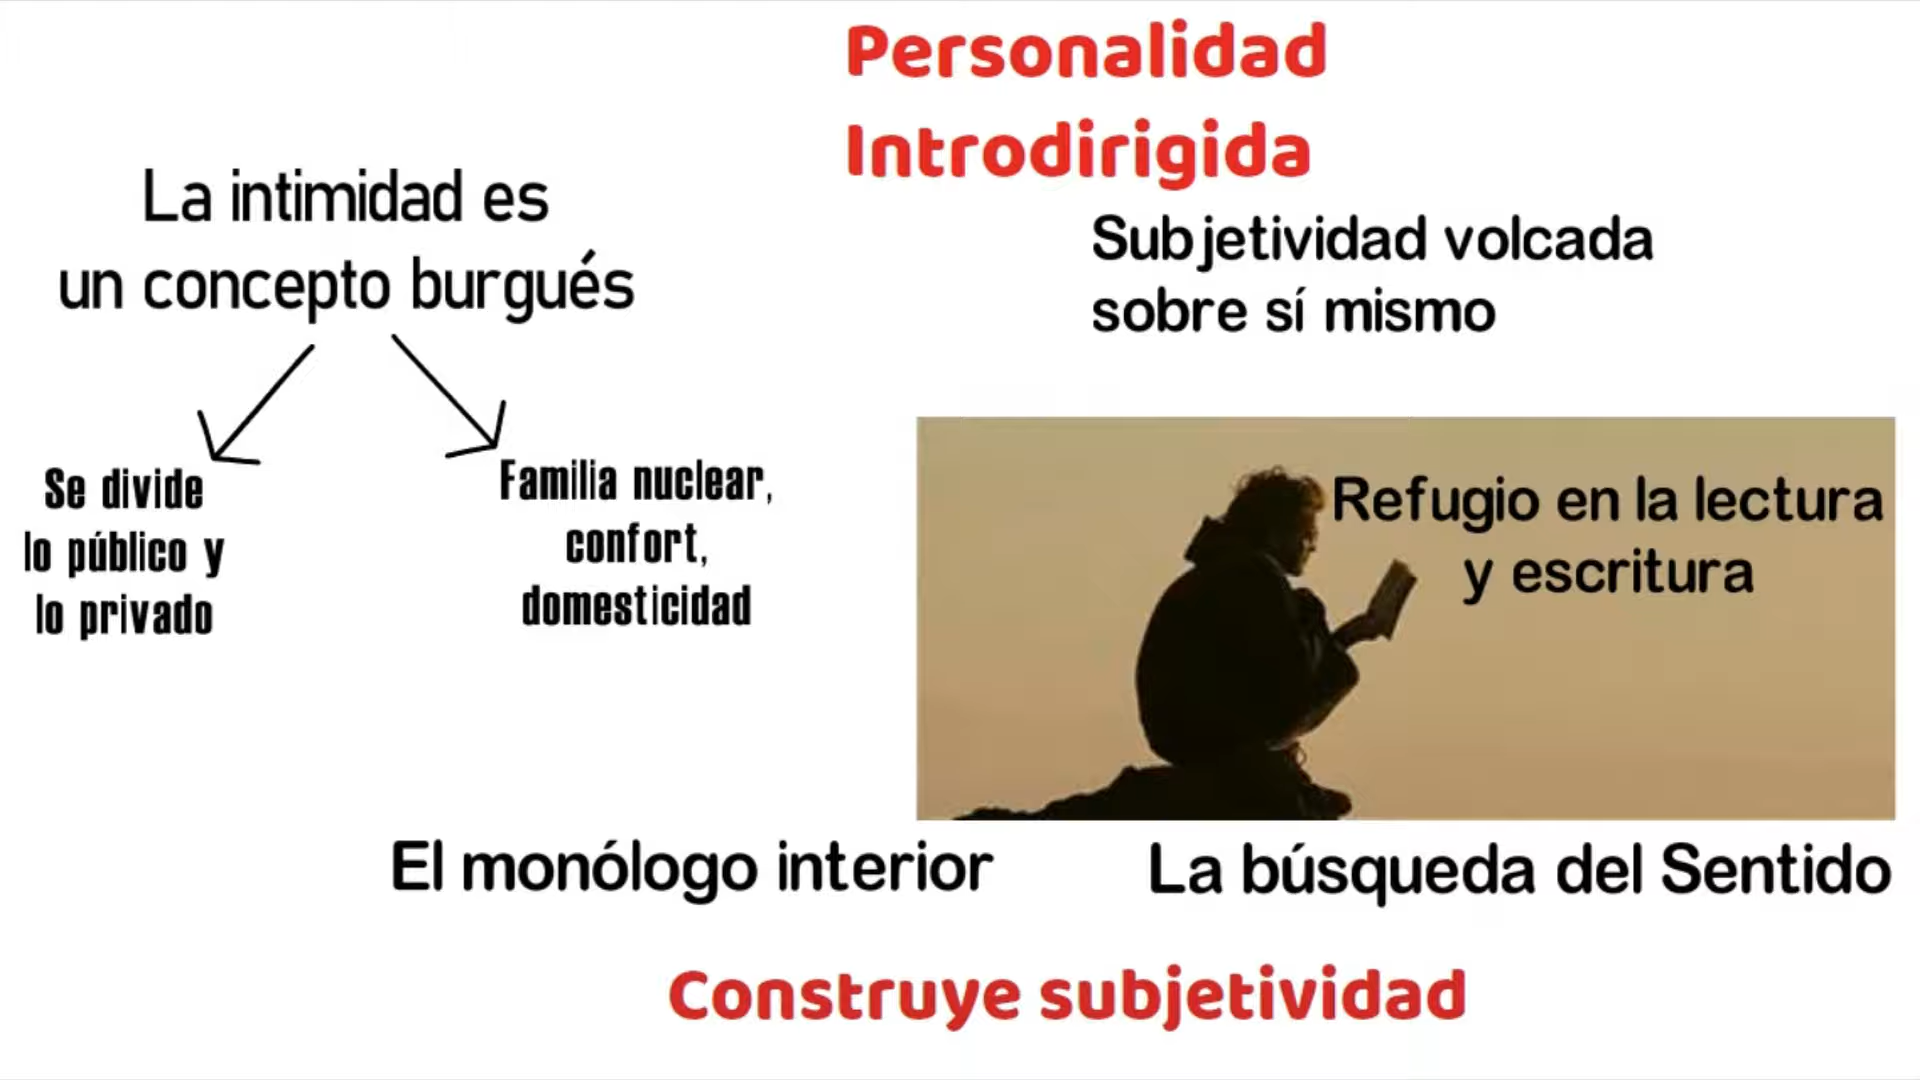 Personalidad
Introdirigida
La intimidad es
un concepto burgués
Subjetividad volcada
sobre sí mismo
Se divide
lo público y
lo privado
Familia nuclear,
confort,
domesticidad
Refugio en la lectura
y escritura
El monólogo interior
La búsqueda del Sentido
Construye subjetividad